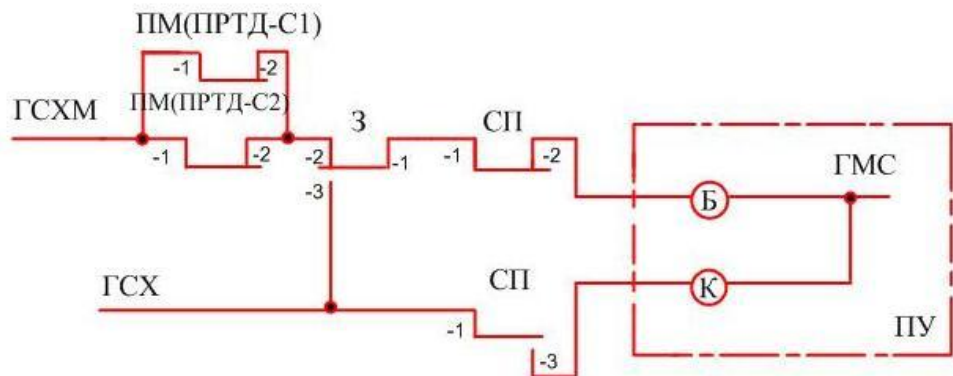 ПМ(ПРТД-С1)
-1 -2
ГСХМ ПМ(ПРТД-С2) З СП
-1 -2 -2 -1 -1 -2
-3
ГМС
Б
ГСХ СП
К
-1
-3
ПУ